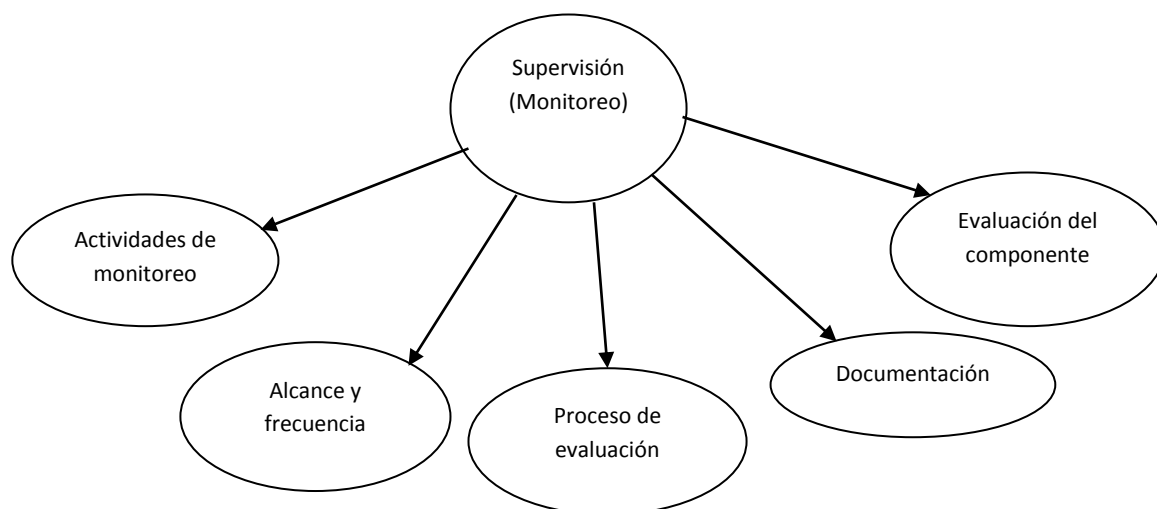 Supervisión
(Monitoreo)
Actividades de
monitoreo
Alcance y
frecuencia
Proceso de
evaluación
Documentación
Evaluación del
componente